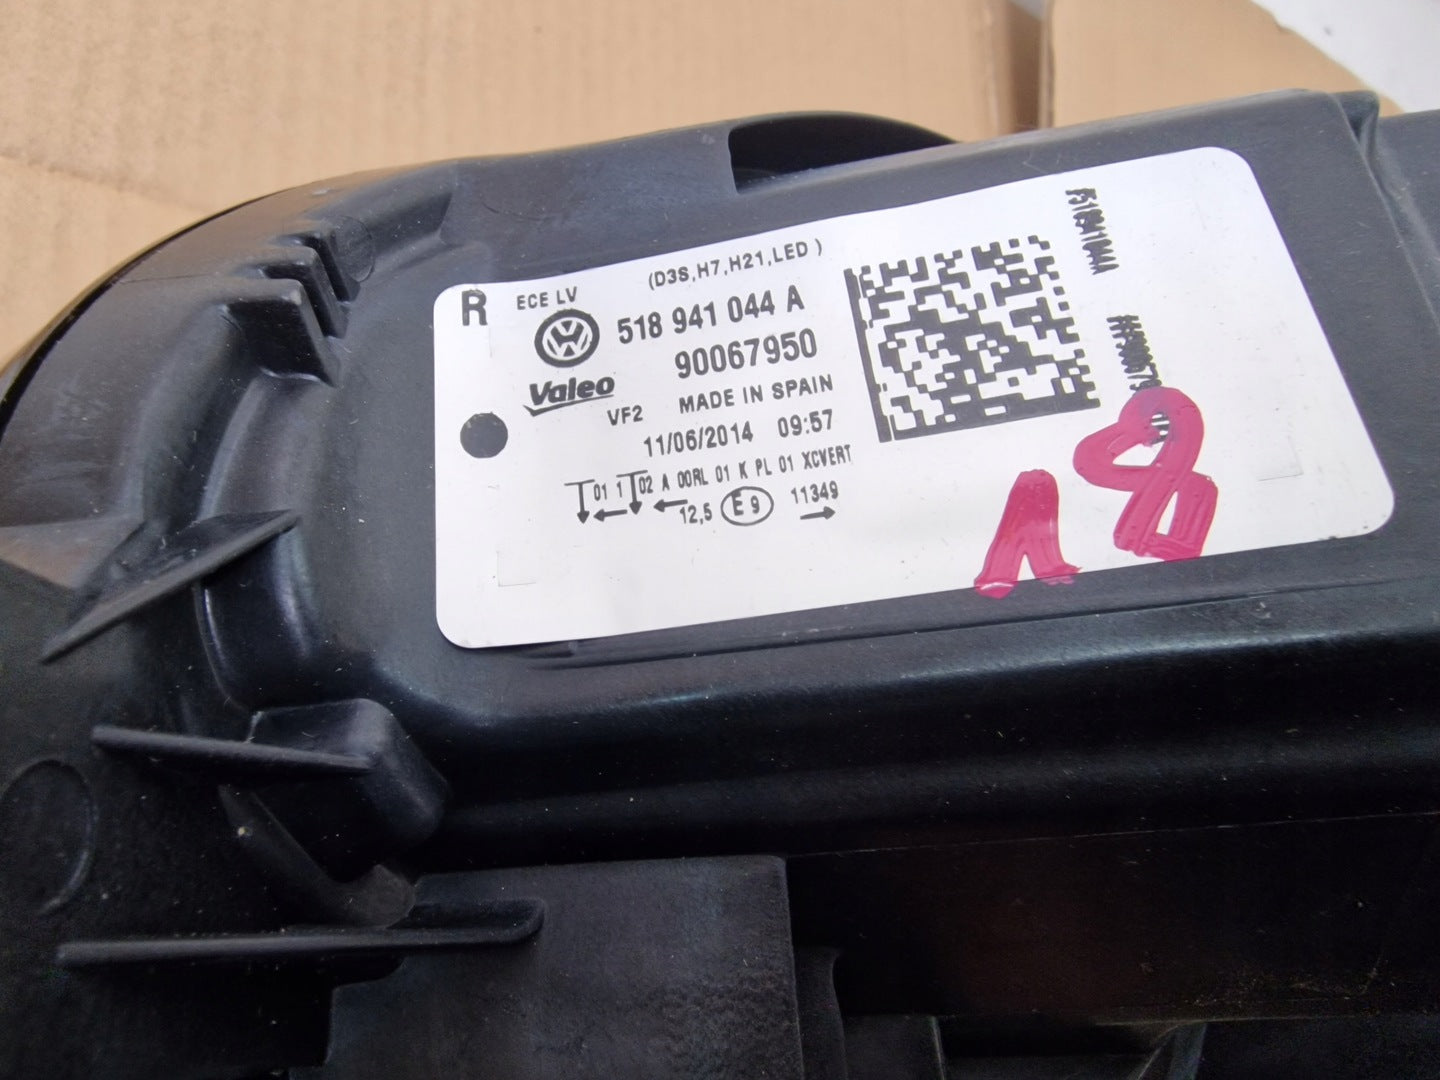 R ECE LV (D3S,H7,H21,LED )
518 941 044 A
90067950
Valeo
VF2 MADE IN SPAIN
11/06/2014 09:57
01 1 02 A 00RL 01 K PL 01 XCVERT
12,5 E 9 11349
18